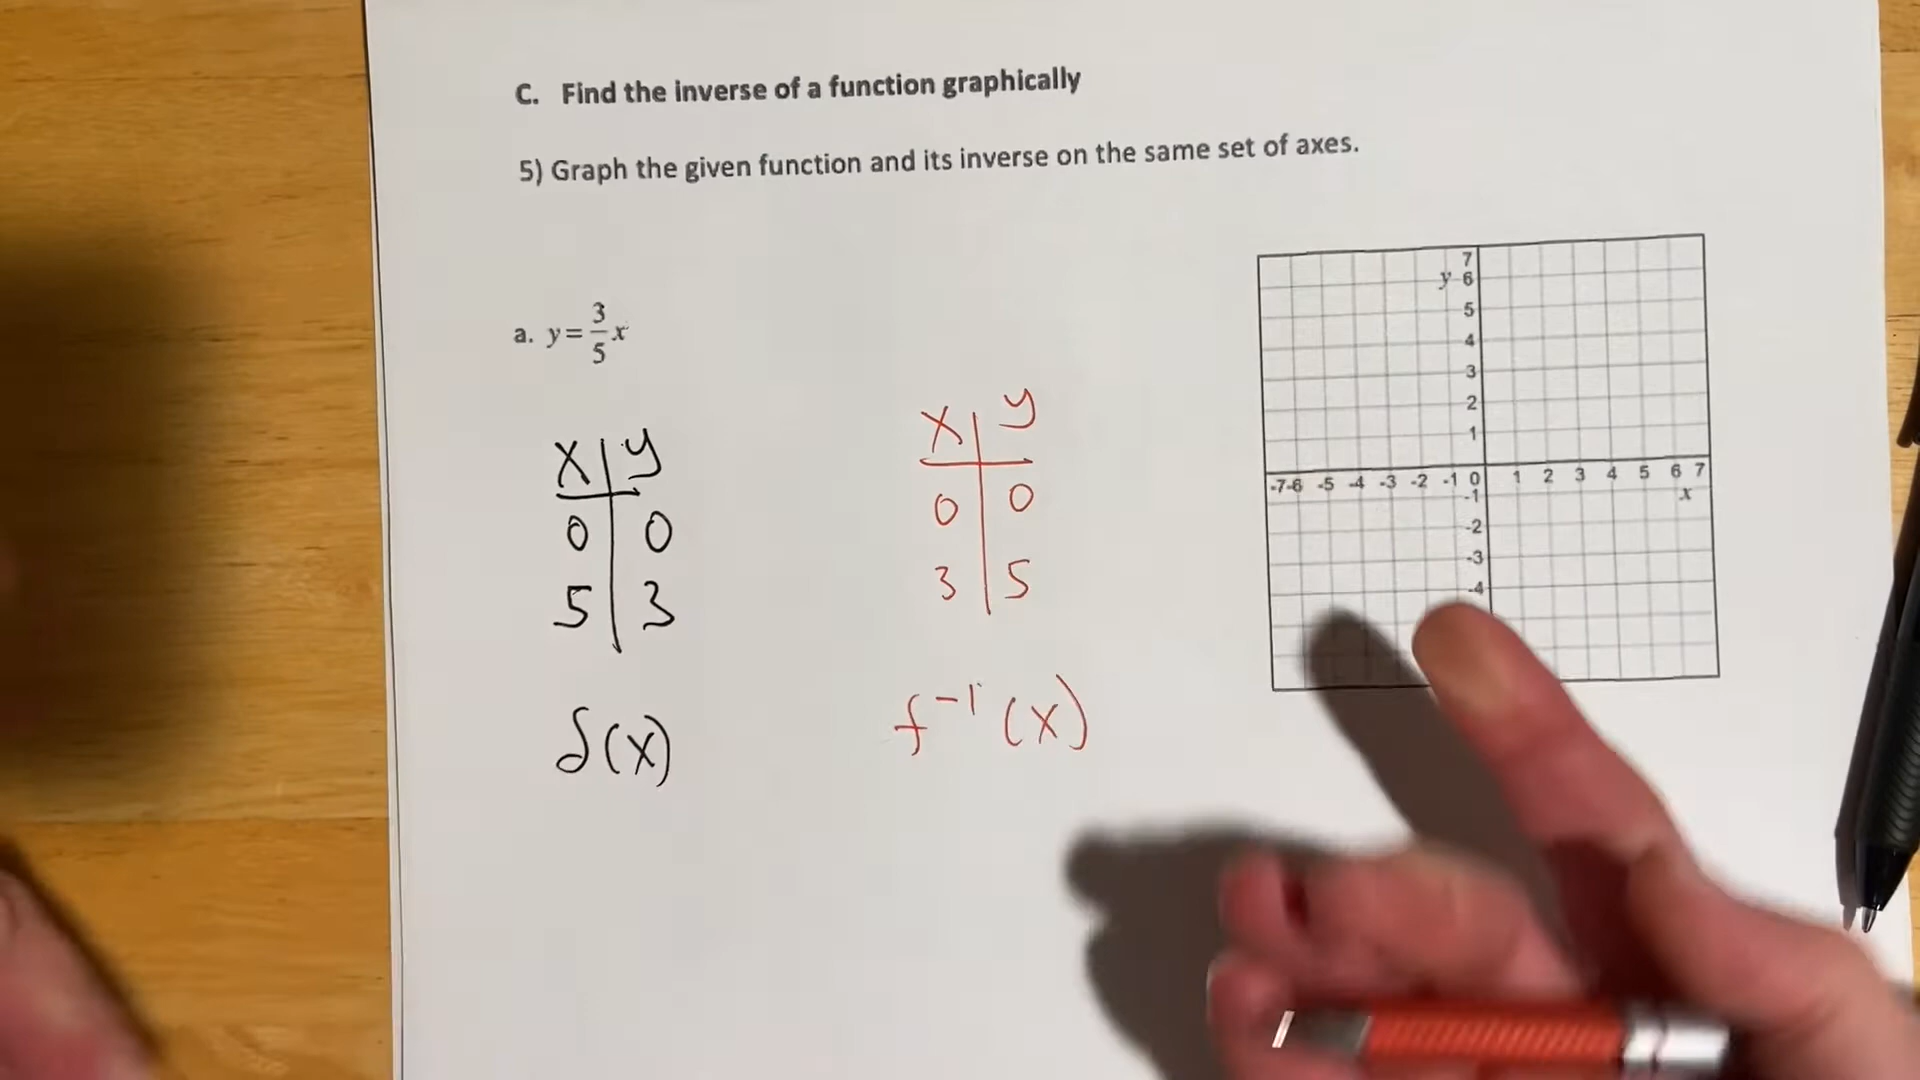 C. Find the inverse of a function graphically
5) Graph the given function and its inverse on the same set of axes.
a. y = 3/5 x
x y
0 0
5 3
f(x)
x y
0 0
3 5
f⁻¹(x)
7
y 6
5
4
3
2
1
-7 -6 -5 -4 -3 -2 -1 0 1 2 3 4 5 6 7
-1 x
-2
-3
-4